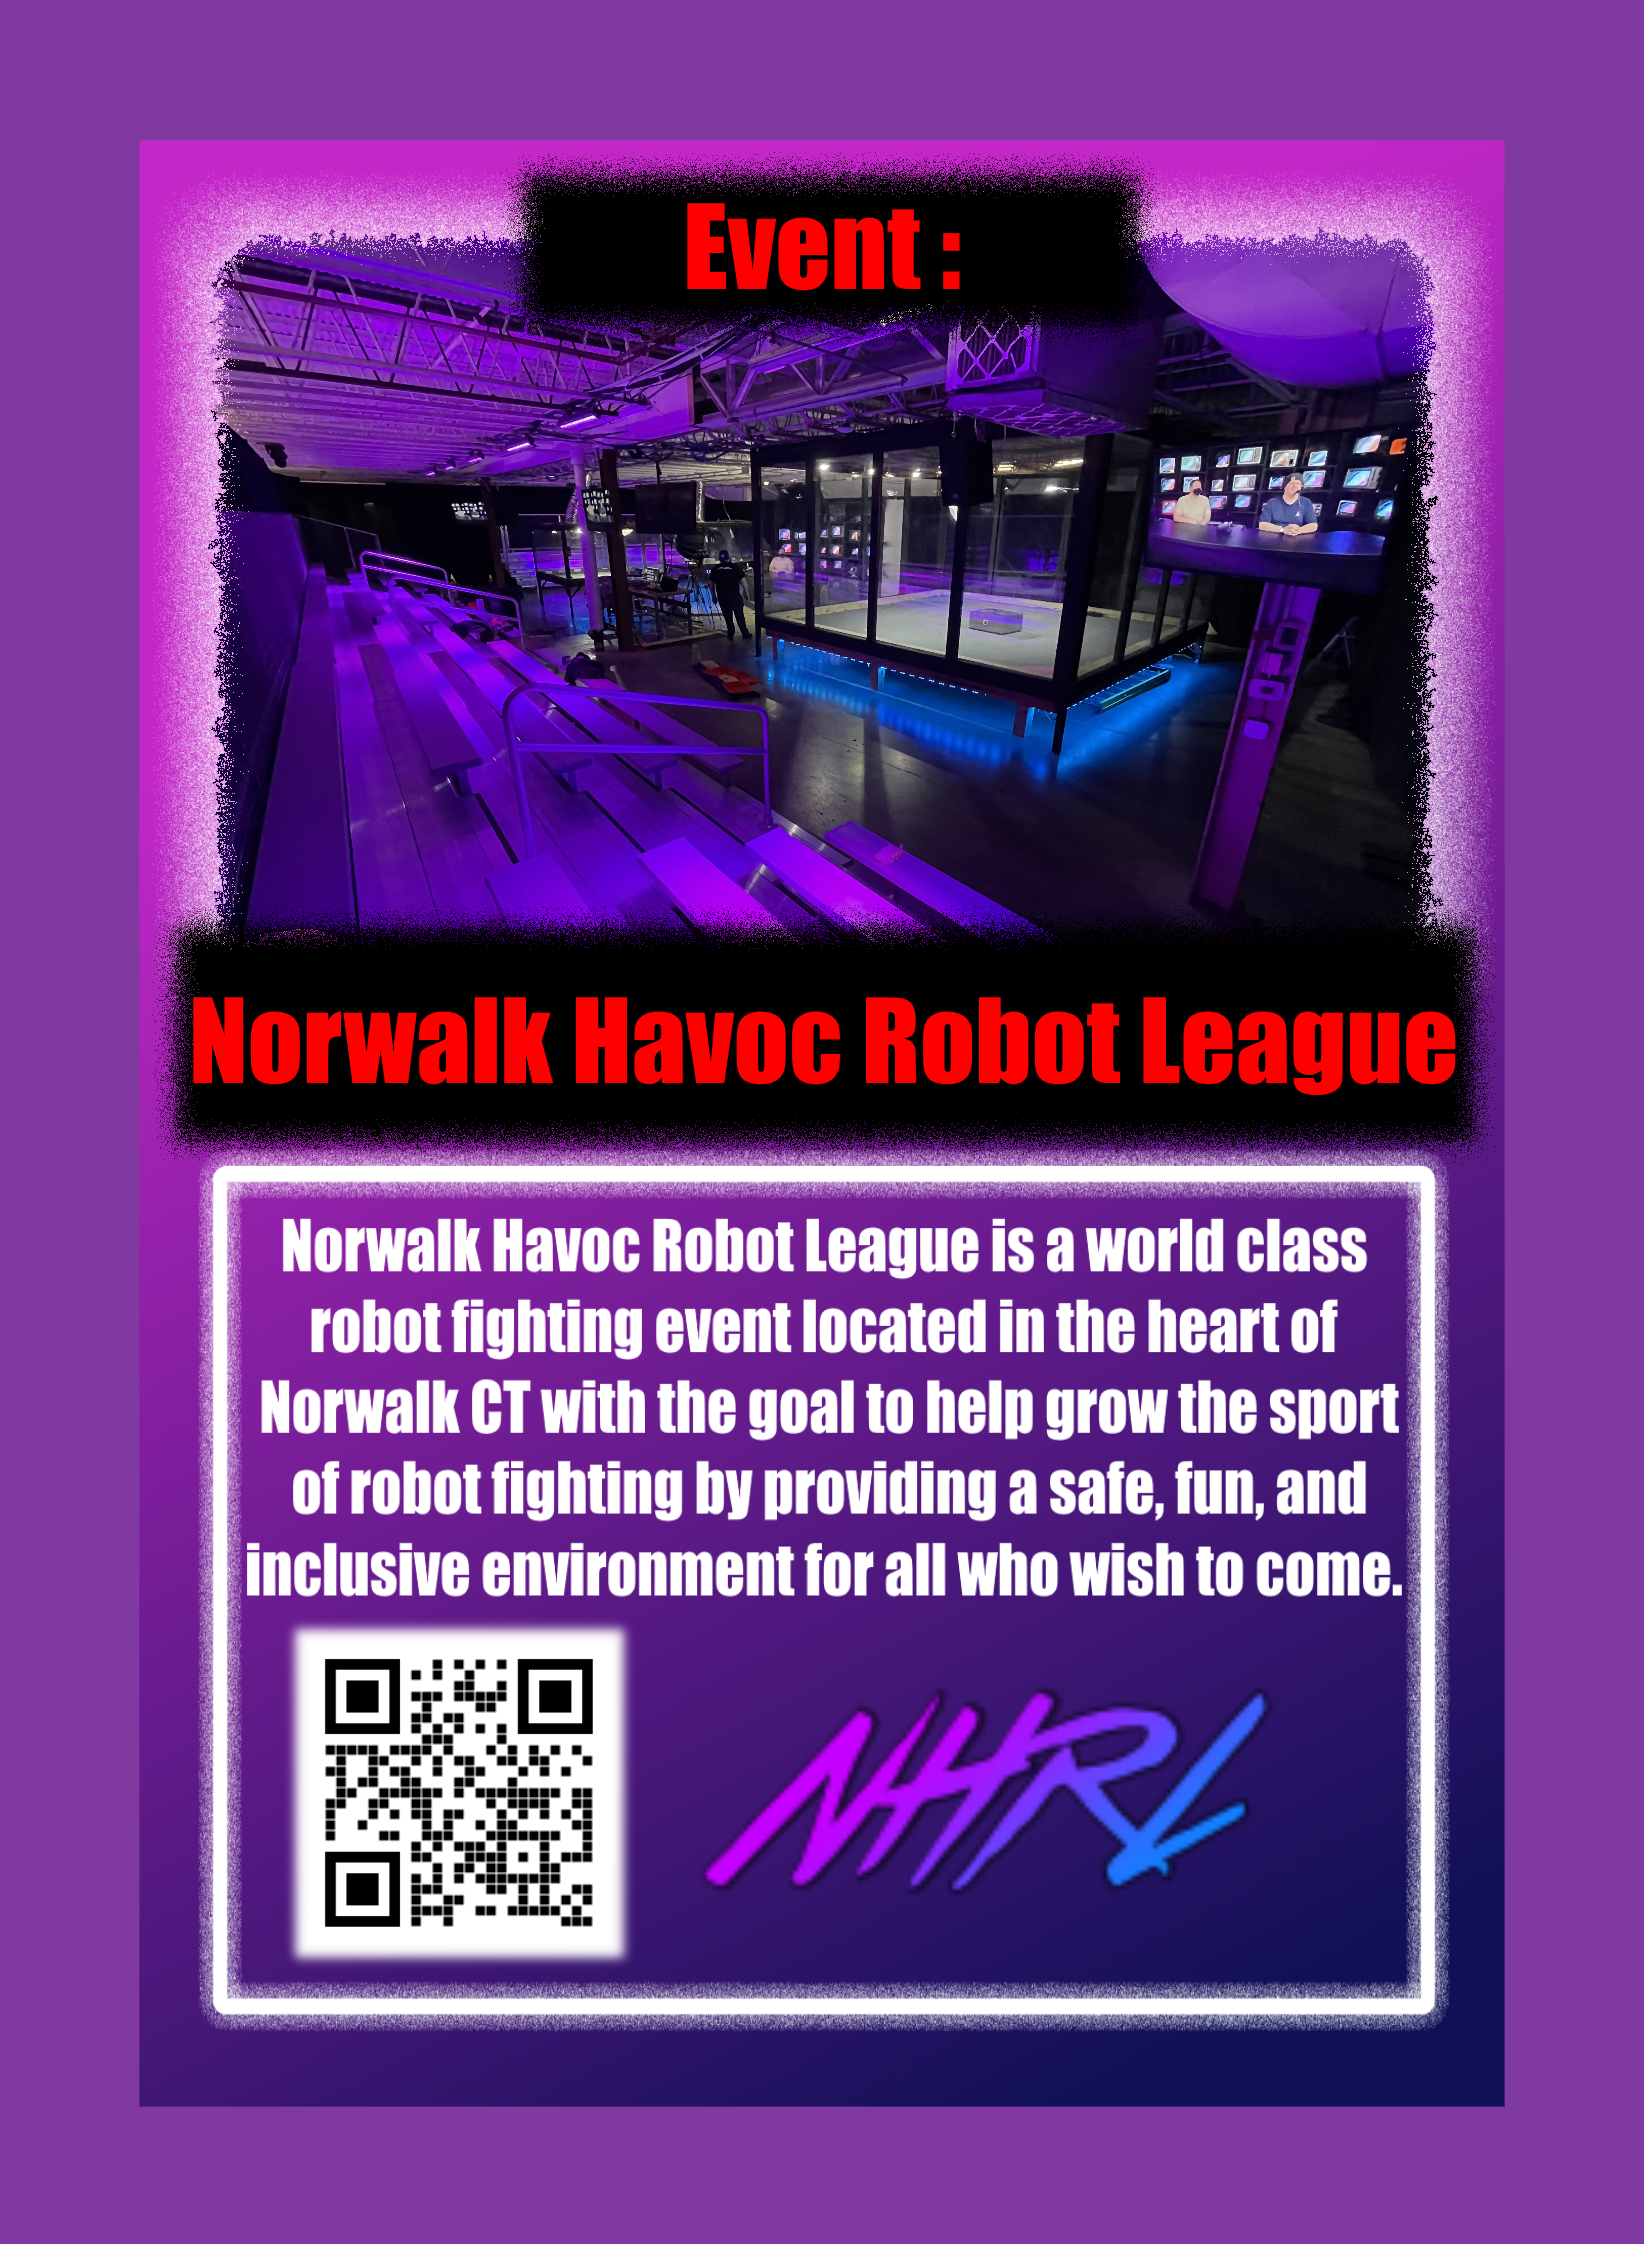 Event :
Norwalk Havoc Robot League
Norwalk Havoc Robot League is a world class
robot fighting event located in the heart of
Norwalk CT with the goal to help grow the sport
of robot fighting by providing a safe, fun, and
inclusive environment for all who wish to come.
NHRL